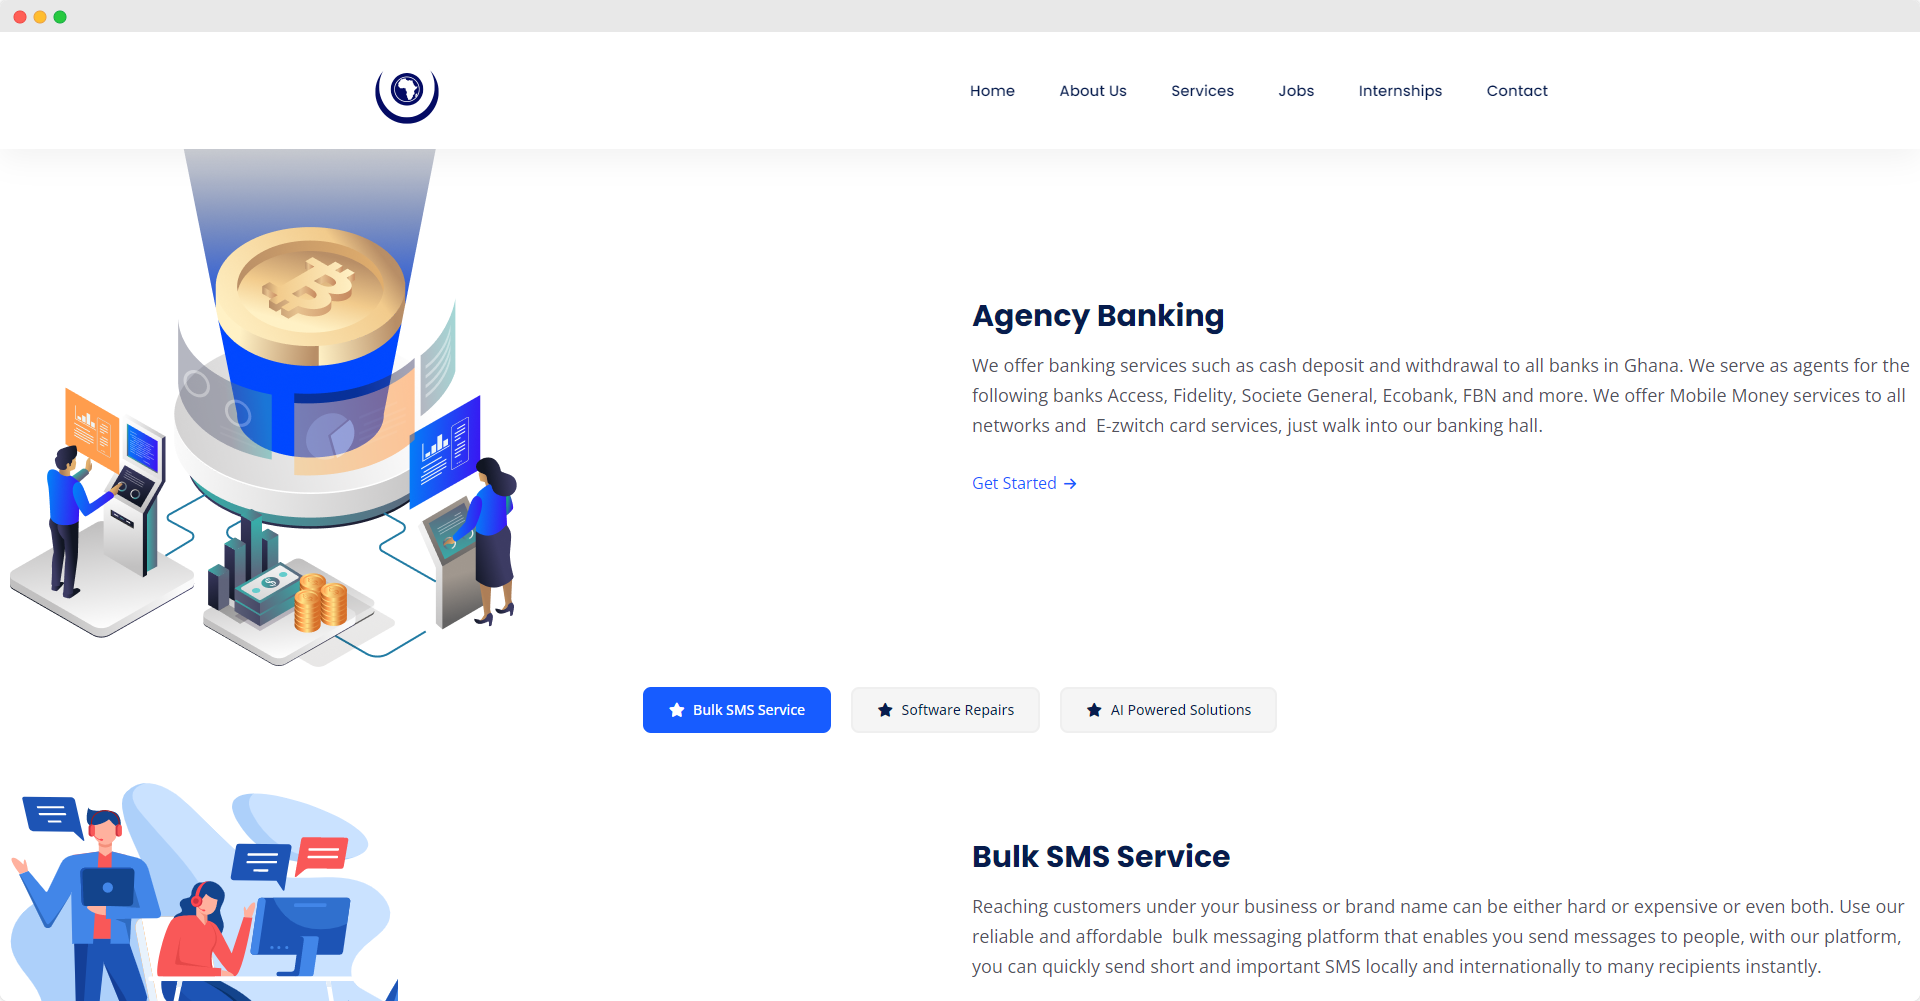 Home About Us Services Jobs Internships Contact
Agency Banking
We offer banking services such as cash deposit and withdrawal to all banks in Ghana. We serve as agents for the
following banks Access, Fidelity, Societe General, Ecobank, FBN and more. We offer Mobile Money services to all
networks and  E-zwitch card services, just walk into our banking hall.
Get Started →
Bulk SMS Service
Software Repairs
AI Powered Solutions
Bulk SMS Service
Reaching customers under your business or brand name can be either hard or expensive or even both. Use our
reliable and affordable  bulk messaging platform that enables you send messages to people, with our platform,
you can quickly send short and important SMS locally and internationally to many recipients instantly.